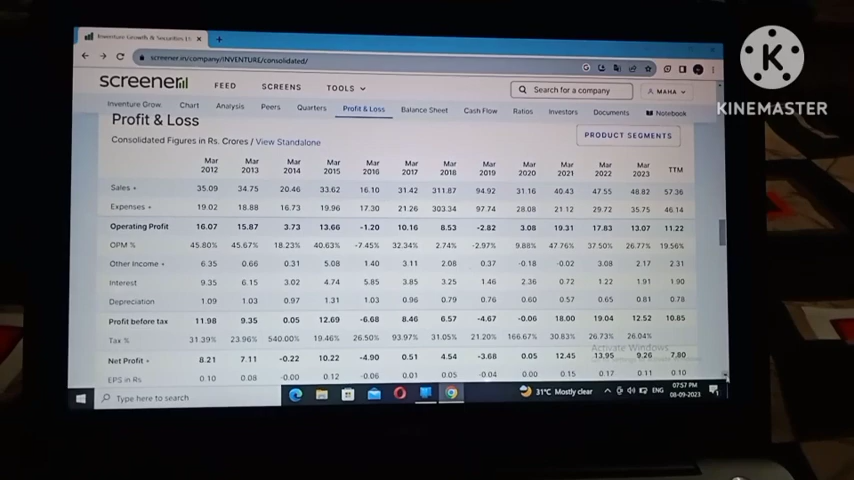 Inventure Growth & Securities
screener.in/company/INVENTURE/consolidated/
screener
FEED SCREENS TOOLS
Search for a company
MAHA
KINEMASTER
Inventure Grow. Chart Analysis Peers Quarters Profit & Loss Balance Sheet Cash Flow Ratios Investors Documents Notebook
Profit & Loss
PRODUCT SEGMENTS
Consolidated Figures in Rs. Crores / View Standalone
Mar 2012 Mar 2013 Mar 2014 Mar 2015 Mar 2016 Mar 2017 Mar 2018 Mar 2019 Mar 2020 Mar 2021 Mar 2022 Mar 2023 TTM
Sales + 35.09 34.75 20.46 33.62 16.10 31.42 311.87 94.92 31.16 40.43 47.55 48.82 57.36
Expenses + 19.02 18.88 16.73 19.96 17.30 21.26 303.34 97.74 28.08 21.12 29.72 35.75 46.14
Operating Profit 16.07 15.87 3.73 13.66 -1.20 10.16 8.53 -2.82 3.08 19.31 17.83 13.07 11.22
OPM % 45.80% 45.67% 18.23% 40.63% -7.45% 32.34% 2.74% -2.97% 9.88% 47.76% 37.50% 26.77% 19.56%
Other Income + 6.35 0.66 0.31 5.08 1.40 3.11 2.08 0.37 -0.18 -0.02 3.08 2.17 2.31
Interest 9.35 6.15 3.02 4.74 5.85 3.85 3.25 1.46 2.36 0.72 1.22 1.91 1.90
Depreciation 1.09 1.03 0.97 1.31 1.03 0.96 0.79 0.76 0.60 0.57 0.65 0.81 0.78
Profit before tax 11.98 9.35 0.05 12.69 -6.68 8.46 6.57 -4.67 -0.06 18.00 19.04 12.52 10.85
Tax % 31.39% 23.96% 540.00% 19.46% 26.50% 93.97% 31.05% 21.20% 166.67% 30.83% 26.73% 26.04%
Activate Windows
Net Profit + 8.21 7.11 -0.22 10.22 -4.90 0.51 4.54 -3.68 0.05 12.45 13.95 9.26 7.80
EPS in Rs 0.10 0.08 -0.00 0.12 -0.06 0.01 0.05 -0.04 0.00 0.15 0.17 0.11 0.10
Type here to search
31°C Mostly clear
ENG
07:57 PM
08-09-2023